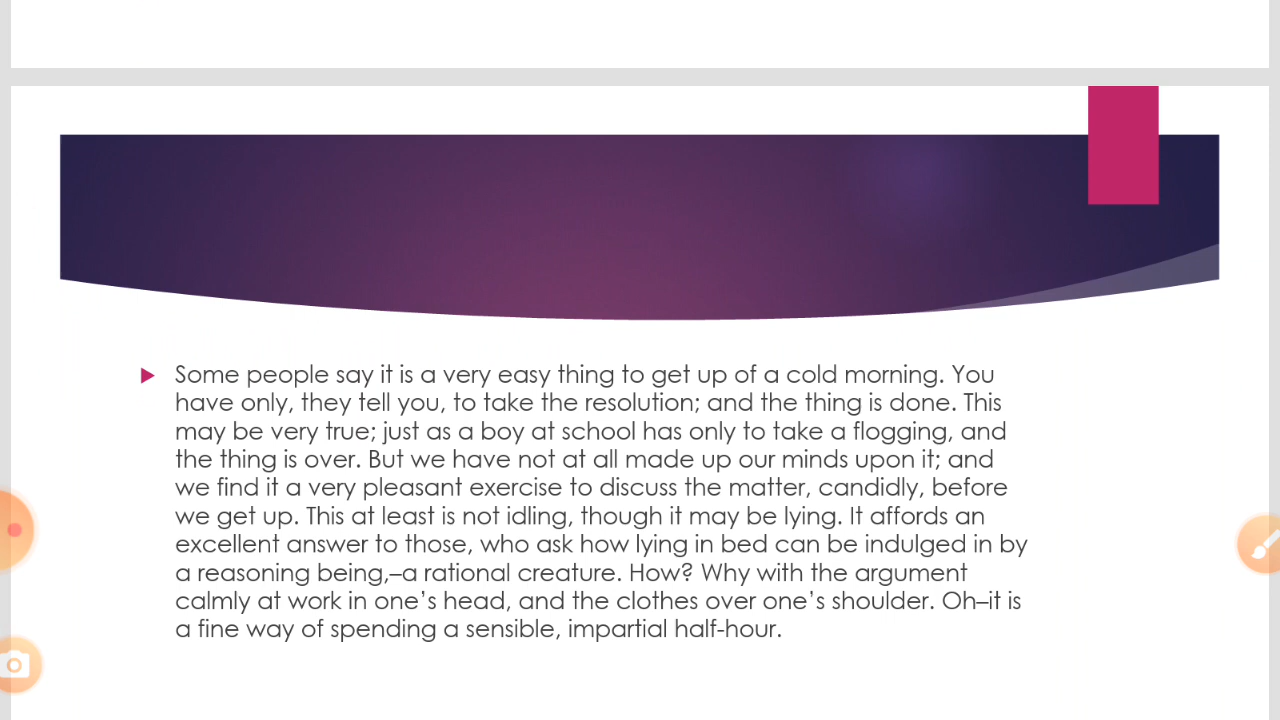 Some people say it is a very easy thing to get up of a cold morning. You
have only, they tell you, to take the resolution; and the thing is done. This
may be very true; just as a boy at school has only to take a flogging, and
the thing is over. But we have not at all made up our minds upon it; and
we find it a very pleasant exercise to discuss the matter, candidly, before
we get up. This at least is not idling, though it may be lying. It affords an
excellent answer to those, who ask how lying in bed can be indulged in by
a reasoning being,–a rational creature. How? Why with the argument
calmly at work in one’s head, and the clothes over one’s shoulder. Oh–it is
a fine way of spending a sensible, impartial half-hour.